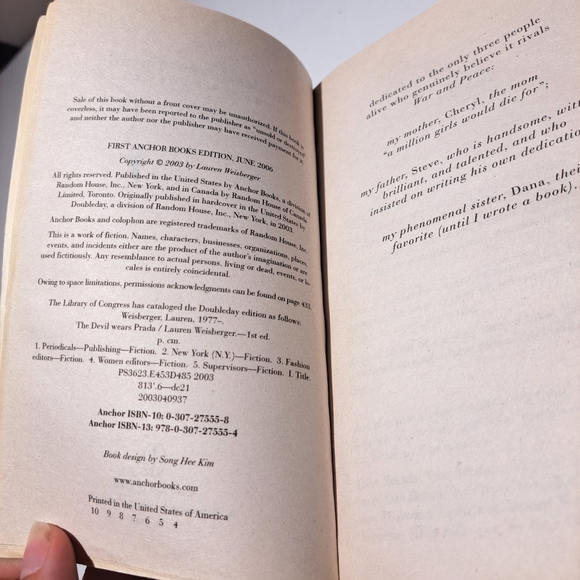 Sale of this book without a front cover may be unauthorized. If this book is
coverless, it may have been reported to the publisher as "unsold or destroyed"
and neither the author nor the publisher may have received payment for it.
FIRST ANCHOR BOOKS EDITION, JUNE 2006
Copyright © 2003 by Lauren Weisberger
All rights reserved. Published in the United States by Anchor Books, a division of
Random House, Inc., New York, and in Canada by Random House of Canada
Limited, Toronto. Originally published in hardcover in the United States by
Doubleday, a division of Random House, Inc., New York, in 2003.
Anchor Books and colophon are registered trademarks of Random House, Inc.
This is a work of fiction. Names, characters, businesses, organizations, places,
events, and incidents either are the product of the author's imagination or are
used fictitiously. Any resemblance to actual persons, living or dead, events, or lo-
cales is entirely coincidental.
Owing to space limitations, permissions acknowledgments can be found on page 433.
The Library of Congress has cataloged the Doubleday edition as follows:
Weisberger, Lauren, 1977–.
The Devil wears Prada / Lauren Weisberger.—1st ed.
p. cm.
1. Periodicals—Publishing—Fiction. 2. New York (N.Y.)—Fiction. 3. Fashion
editors—Fiction. 4. Women editors—Fiction. 5. Supervisors—Fiction. I. Title.
PS3623.E453D485 2003
813'.6—dc21
2003040937
Anchor ISBN-10: 0-307-27555-8
Anchor ISBN-13: 978-0-307-27555-4
Book design by Song Hee Kim
www.anchorbooks.com
Printed in the United States of America
10 9 8 7 6 5 4
dedicated to the only three people
alive who genuinely believe it rivals
War and Peace:
my mother, Cheryl, the mom
"a million girls would die for";
my father, Steve, who is handsome, witty,
brilliant, and talented, and who
insisted on writing his own dedication;
my phenomenal sister, Dana, their
favorite (until I wrote a book).